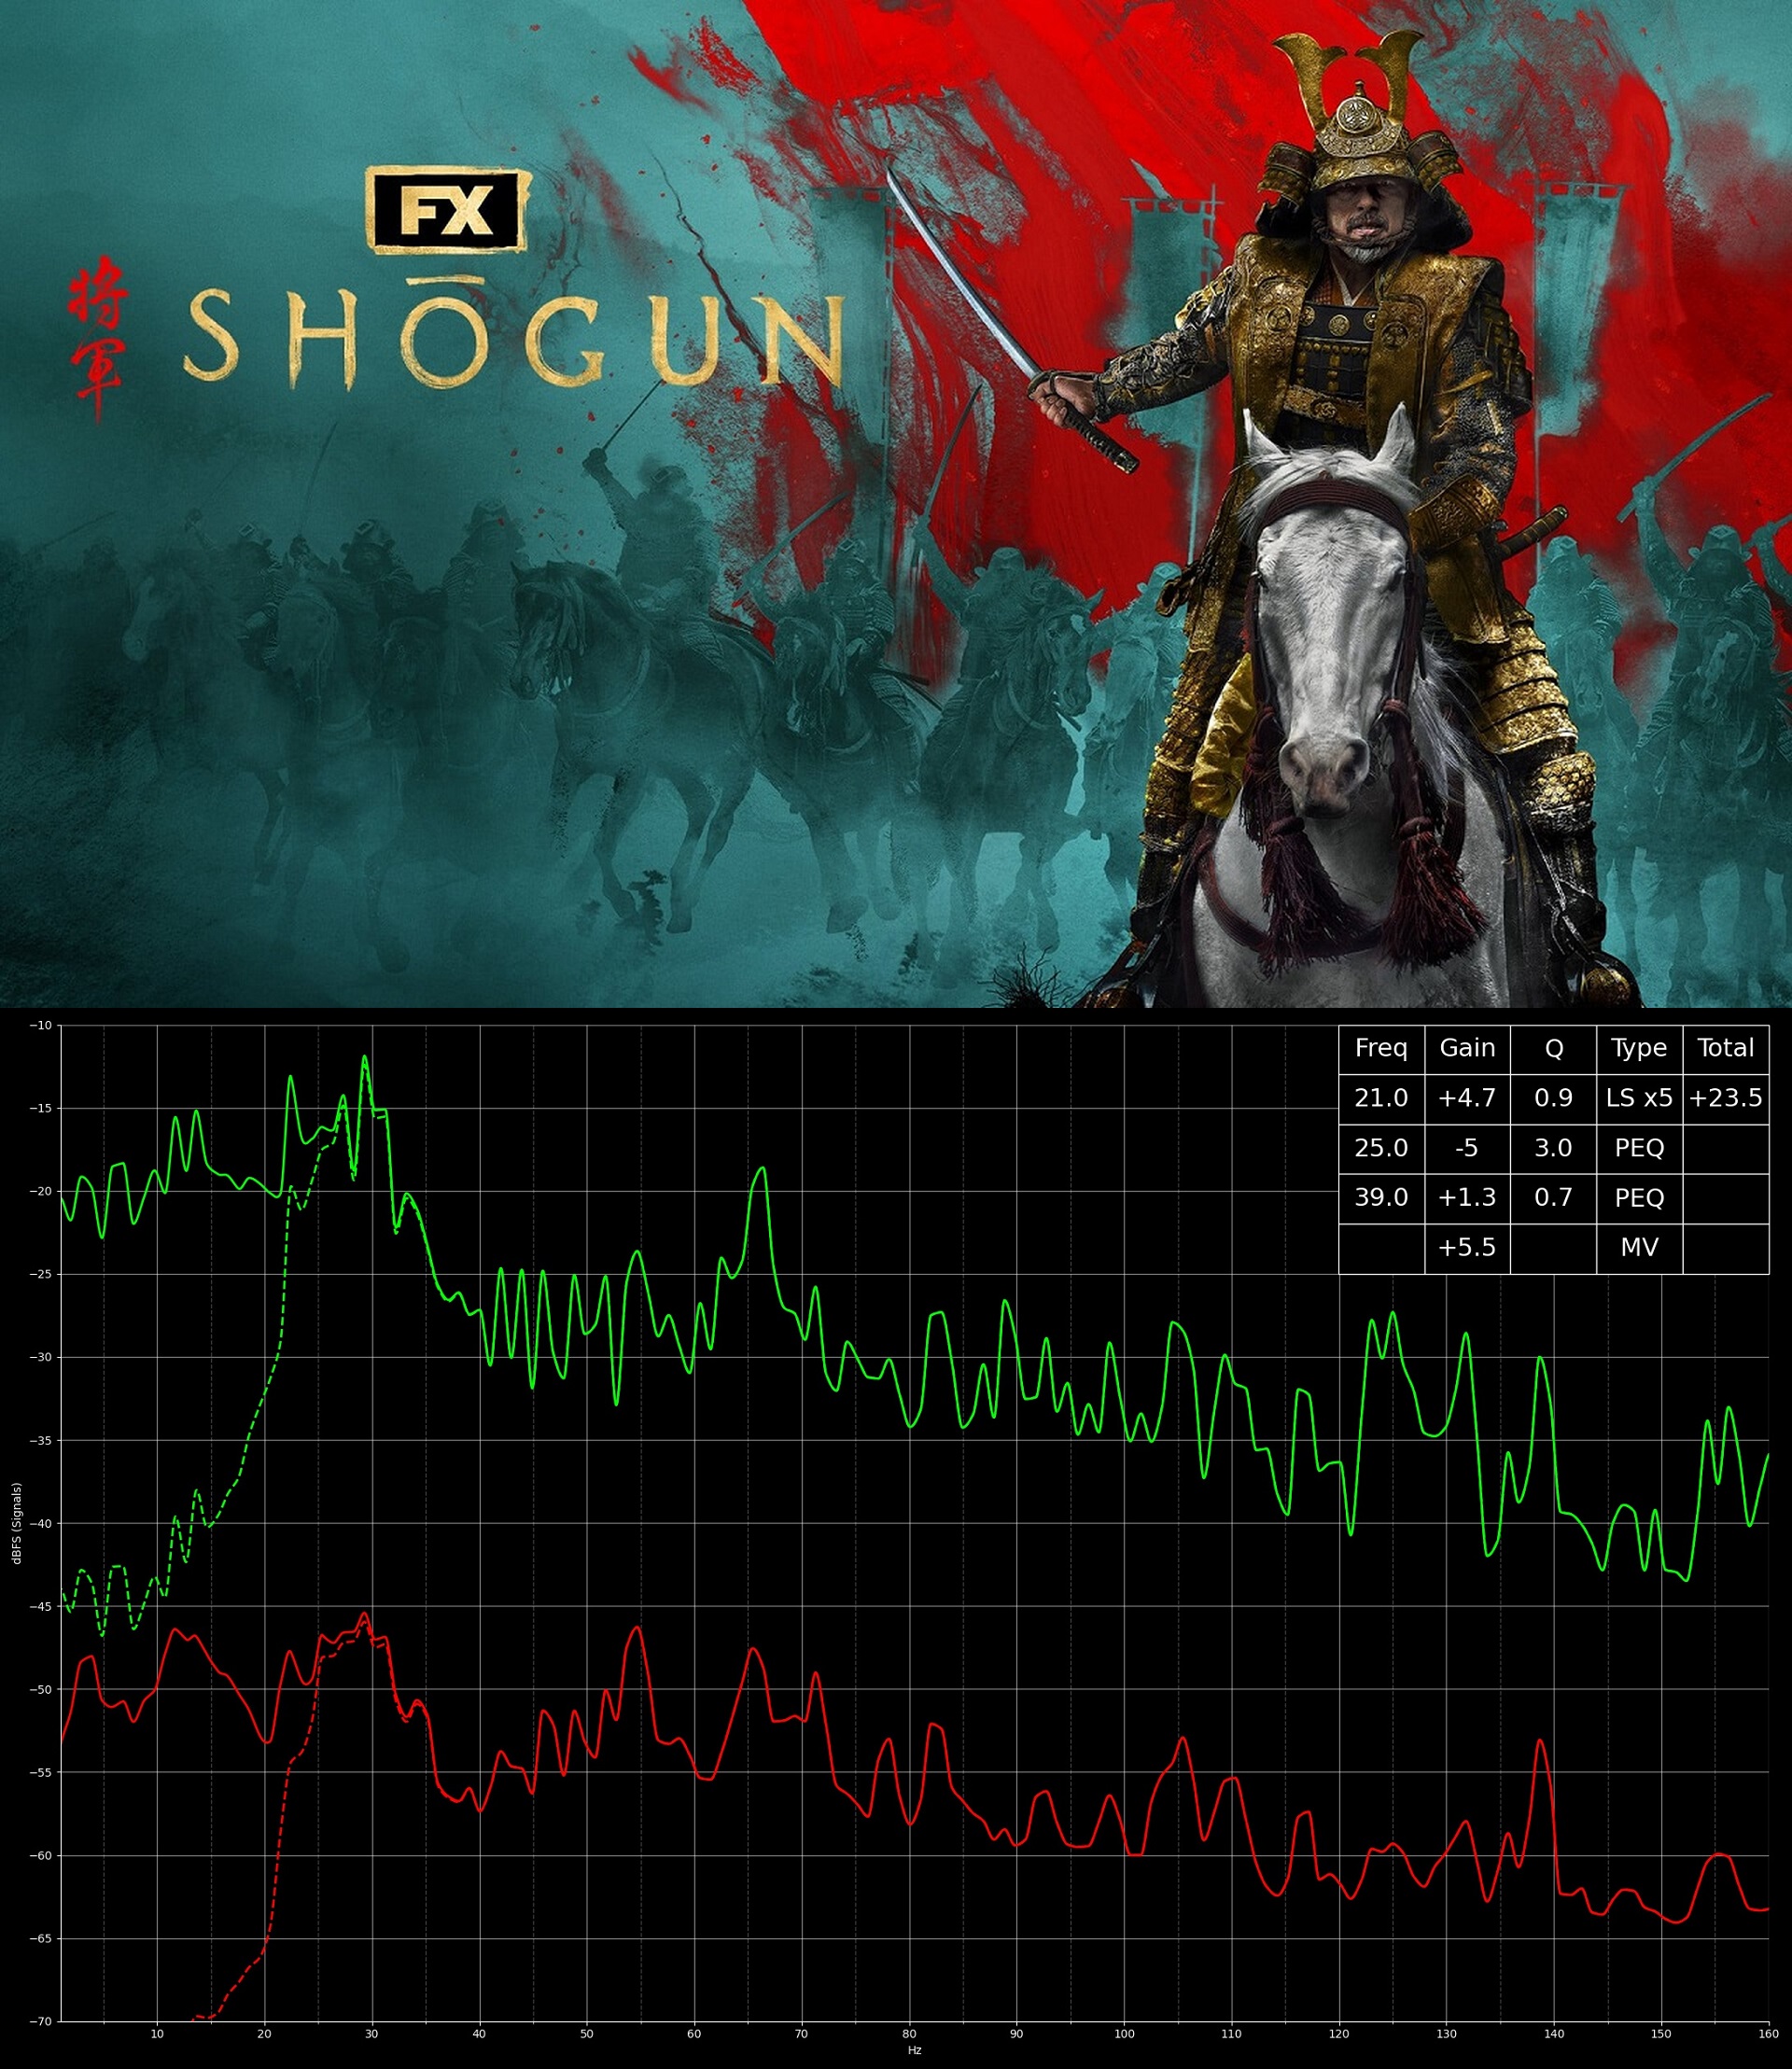 FX
将軍
SHŌGUN
Freq Gain Q Type Total
21.0 +4.7 0.9 LS x5 +23.5
25.0 -5 3.0 PEQ
39.0 +1.3 0.7 PEQ
+5.5 MV
−10
−15
−20
−25
−30
−35
−40
−45
−50
−55
−60
−65
−70
dBFS (Signals)
10 20 30 40 50 60 70 80 90 100 110 120 130 140 150 160
Hz